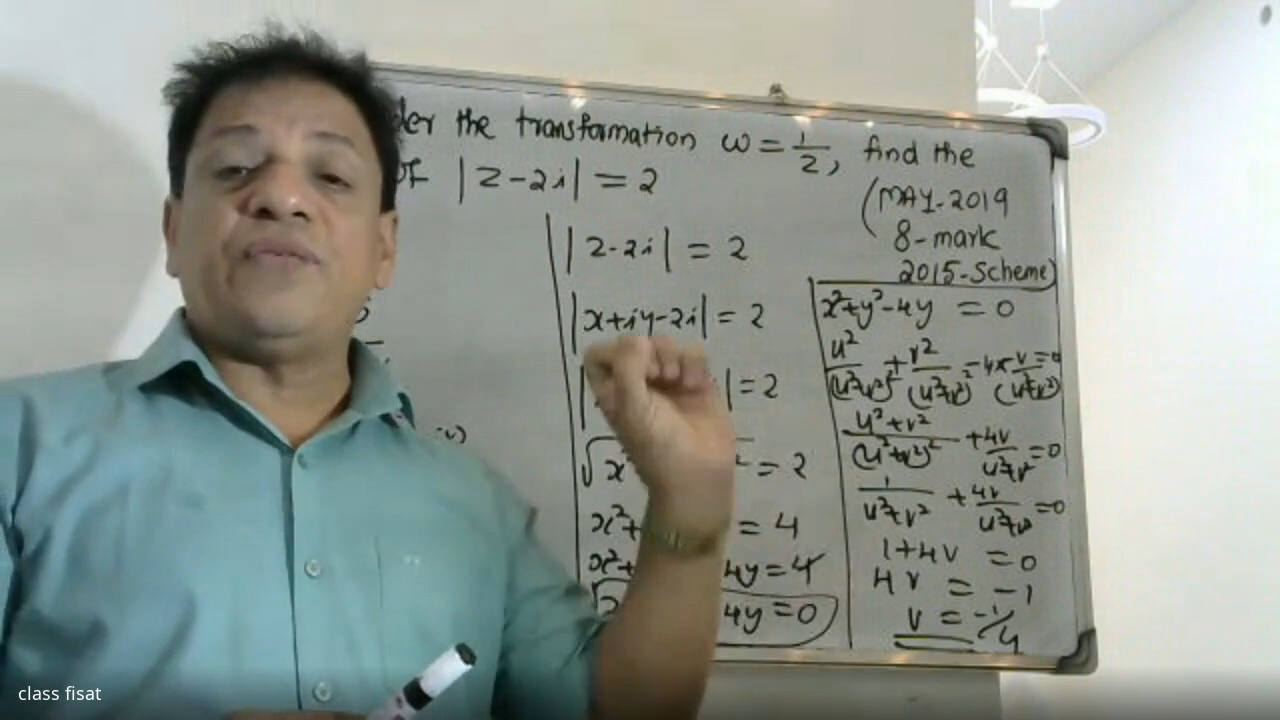 der the transformation ω = 1/z, find the
OF |z-2i| = 2
(MAY-2019
8-mark
2015-Scheme)
|z-2i| = 2
|x+iy-2i| = 2
| | = 2
√x² = 2
x²+ = 4
x²+ 4y = 4
4y = 0
x²+y²-4y = 0
u²/(u²+v²)² + v²/(u²+v²)² - 4x -v/(u²+v²) = 0
u²+v²/(u²+v²)² + 4v/u²+v² = 0
1/u²+v² + 4v/u²+v² = 0
1+4v = 0
4v = -1
v = -1/4
class fisat